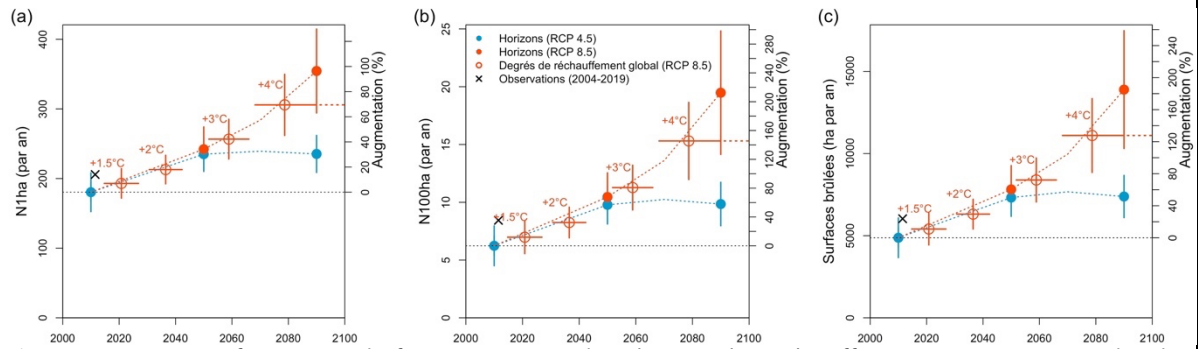 (a)
N1ha (par an)
400
300
200
100
0
+1.5°C
+2°C
+3°C
+4°C
100
80
60
40
20
0
Augmentation (%)
2000 2020 2040 2060 2080 2100
(b)
N100ha (par an)
25
20
15
10
5
0
Horizons (RCP 4.5)
Horizons (RCP 8.5)
Degrés de réchauffement global (RCP 8.5)
Observations (2004-2019)
+1.5°C
+2°C
+3°C
+4°C
280
240
200
160
120
80
40
0
Augmentation (%)
2000 2020 2040 2060 2080 2100
(c)
Surfaces brûlées (ha par an)
15000
10000
5000
0
+1.5°C
+2°C
+3°C
+4°C
240
200
160
120
80
40
0
Augmentation (%)
2000 2020 2040 2060 2080 2100